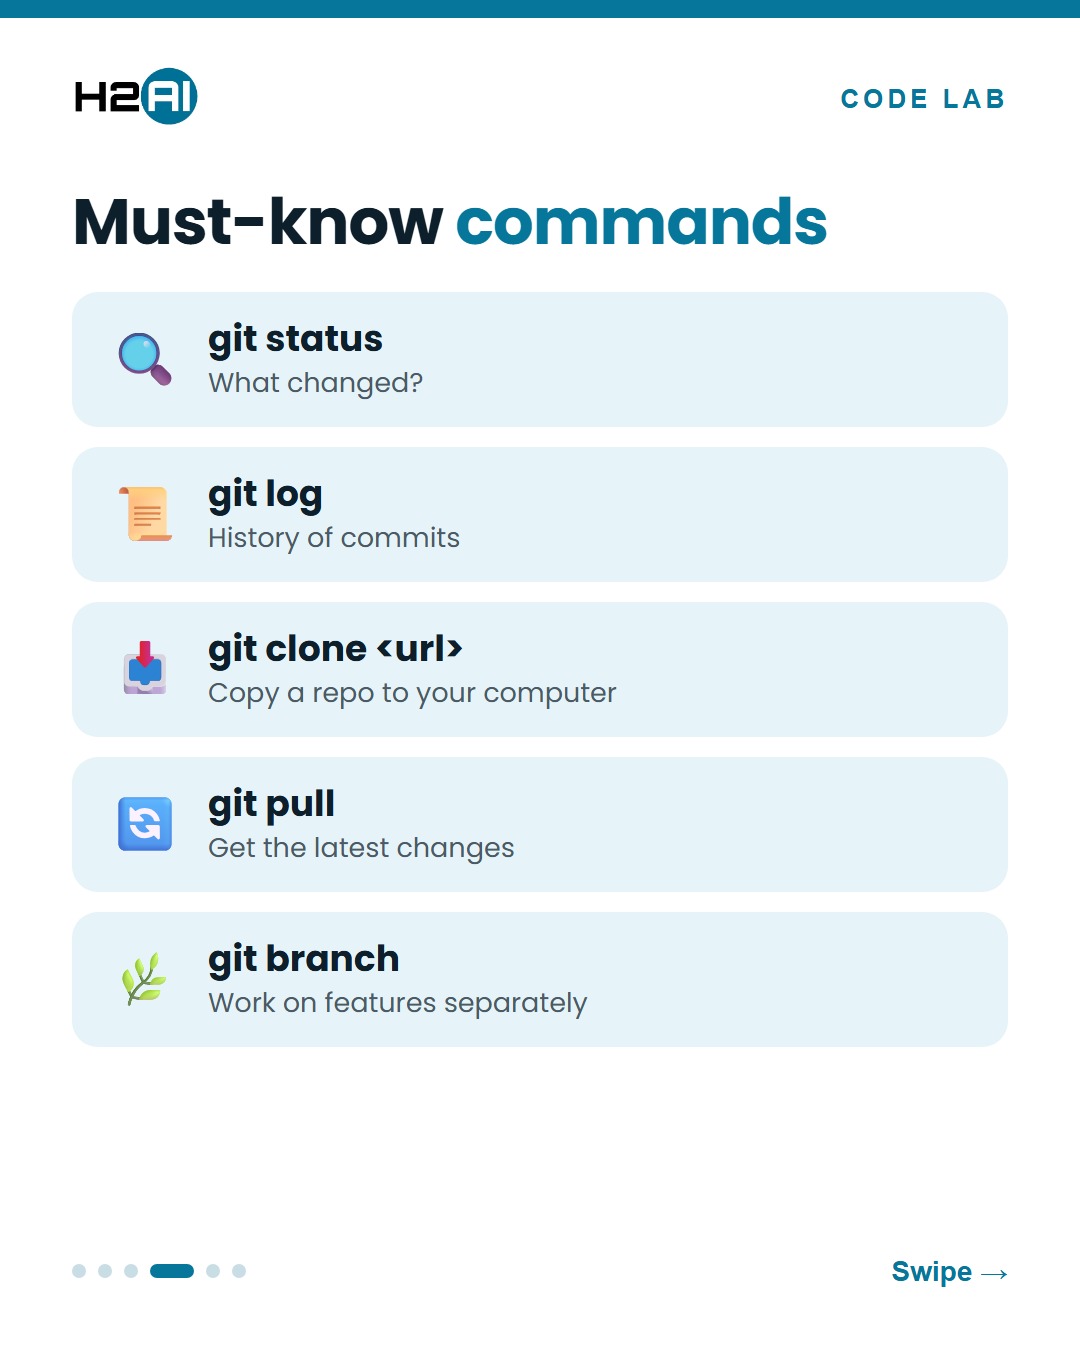 H2AI
CODE LAB
Must-know commands
git status
What changed?
git log
History of commits
git clone <url>
Copy a repo to your computer
git pull
Get the latest changes
git branch
Work on features separately
Swipe →